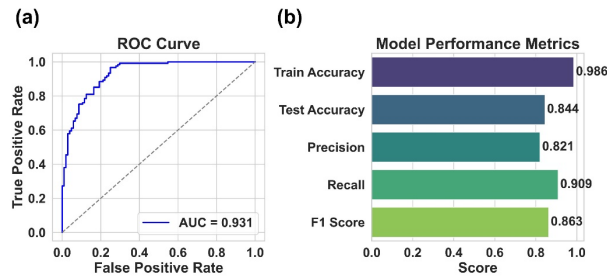 (a)
ROC Curve
True Positive Rate
1.0
0.8
0.6
0.4
0.2
0.0
AUC = 0.931
0.0 0.2 0.4 0.6 0.8 1.0
False Positive Rate
(b)
Model Performance Metrics
Train Accuracy 0.986
Test Accuracy 0.844
Precision 0.821
Recall 0.909
F1 Score 0.863
0.0 0.2 0.4 0.6 0.8 1.0
Score